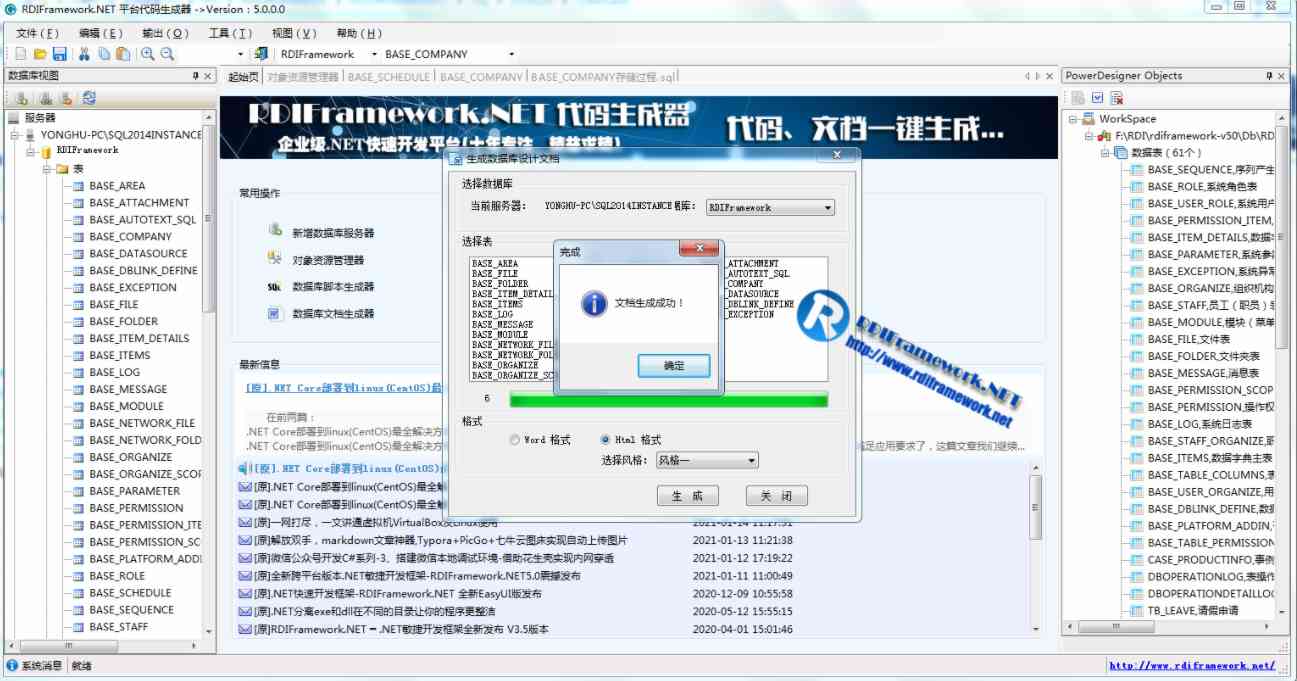 RDIFramework.NET 平台代码生成器 ->Version : 5.0.0.0
文件(F) 编辑(E) 输出(O) 工具(T) 视图(V) 帮助(H)
RDIFramework BASE_COMPANY
数据库视图
服务器
YONGHU-PC\SQL2014INSTANCE
RDIFramework
表
BASE_AREA
BASE_ATTACHMENT
BASE_AUTOTEXT_SQL
BASE_COMPANY
BASE_DATASOURCE
BASE_DBLINK_DEFINE
BASE_EXCEPTION
BASE_FILE
BASE_FOLDER
BASE_ITEM_DETAILS
BASE_ITEMS
BASE_LOG
BASE_MESSAGE
BASE_MODULE
BASE_NETWORK_FILE
BASE_NETWORK_FOLD
BASE_ORGANIZE
BASE_ORGANIZE_SCOP
BASE_PARAMETER
BASE_PERMISSION
BASE_PERMISSION_ITE
BASE_PERMISSION_SC
BASE_PLATFORM_ADDI
BASE_ROLE
BASE_SCHEDULE
BASE_SEQUENCE
BASE_STAFF
起始页 对象资源管理器 BASE_SCHEDULE BASE_COMPANY BASE_COMPANY存储过程.sql
RDIFramework.NET 代码生成器
企业级.NET快速开发平台(十年专注、精益求精)
代码、文档一键生成...
常用操作
新增数据库服务器
对象资源管理器
数据库脚本生成器
数据库文档生成器
最新信息
[原].NET Core部署到linux(CentOS)最
在前两篇：
.NET Core部署到linux(CentOS)最全解决方
.NET Core部署到linux(CentOS)最全解决方
满足应用要求了，这篇文章我们继续...
[原].NET Core部署到linux(CentOS)
[原].NET Core部署到linux(CentOS)最全解
[原].NET Core部署到linux(CentOS)最全解
[原]一网打尽，一文讲通虚拟机VirtualBox及Linux使用 2021-01-14 11:17:51
[原]解放双手，markdown文章神器,Typora+PicGo+七牛云图床实现自动上传图片 2021-01-13 11:21:38
[原]微信公众号开发C#系列-3、搭建微信本地调试环境-借助花生壳实现内网穿透 2021-01-12 17:19:22
[原]全新跨平台版本.NET敏捷开发框架-RDIFramework.NET5.0震撼发布 2021-01-11 11:00:49
[原].NET快速开发框架-RDIFramework.NET 全新EasyUI版发布 2020-12-09 10:55:58
[原].NET分离exe和dll在不同的目录让你的程序更整洁 2020-05-12 15:55:15
[原]RDIFramework.NET — .NET敏捷开发框架全新发布 V3.5版本 2020-04-01 15:01:46
生成数据库设计文档
选择数据库
当前服务器： YONGHU-PC\SQL2014INSTANCE 库： RDIFramework
选择表
BASE_AREA
BASE_FILE
BASE_FOLDER
BASE_ITEM_DETAIL
BASE_ITEMS
BASE_LOG
BASE_MESSAGE
BASE_MODULE
BASE_NETWORK_FIL
BASE_NETWORK_FOL
BASE_ORGANIZE
BASE_ORGANIZE_SC
_ATTACHMENT
_AUTOTEXT_SQL
_COMPANY
_DATASOURCE
_DBLINK_DEFINE
_EXCEPTION
完成
文档生成成功！
确定
6
格式
Word 格式 Html 格式
选择风格： 风格一
生 成 关 闭
RDIFramework.NET
http://www.rdiframework.net
PowerDesigner Objects
WorkSpace
F:\RDI\rdiframework-v50\Db\RD
数据表（61个）
BASE_SEQUENCE,序列产生
BASE_ROLE,系统角色表
BASE_USER_ROLE,系统用户
BASE_PERMISSION_ITEM,
BASE_ITEM_DETAILS,数据
BASE_PARAMETER,系统参
BASE_EXCEPTION,系统异常
BASE_ORGANIZE,组织机构
BASE_STAFF,员工（职员）
BASE_MODULE,模块（菜单
BASE_FILE,文件表
BASE_FOLDER,文件夹表
BASE_MESSAGE,消息表
BASE_PERMISSION_SCOP
BASE_PERMISSION,操作权
BASE_LOG,系统日志表
BASE_STAFF_ORGANIZE,职
BASE_ITEMS,数据字典主表
BASE_TABLE_COLUMNS,表
BASE_USER_ORGANIZE,用
BASE_DBLINK_DEFINE,数据
BASE_PLATFORM_ADDIN,
BASE_TABLE_PERMISSION
CASE_PRODUCTINFO,事例
DBOPERATIONLOG,表操作
DBOPERATIONDETAILLOG
TB_LEAVE,请假申请
系统消息 就绪
http://www.rdiframework.net/